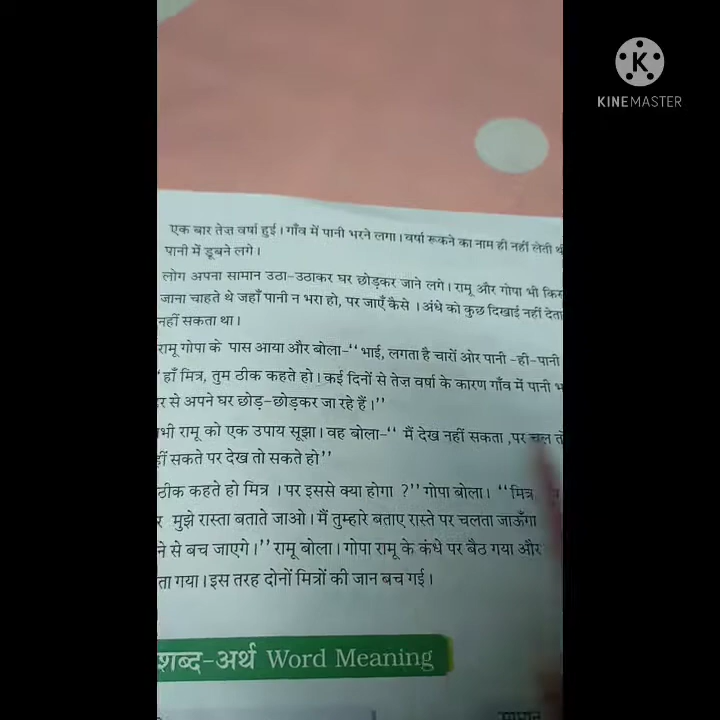 KINEMASTER
एक बार तेज़ वर्षा हुई। गाँव में पानी भरने लगा। वर्षा रूकने का नाम ही नहीं लेती
पानी में डूबने लगे।
लोग अपना सामान उठा-उठाकर घर छोड़कर जाने लगे। रामू और गोपा भी
जाना चाहते थे जहाँ पानी न भरा हो, पर जाएँ कैसे । अंधे को कुछ दिखाई नहीं देता
नहीं सकता था।
रामू गोपा के पास आया और बोला-‘‘ भाई, लगता है चारों ओर पानी -ही-पानी
‘हाँ मित्र, तुम ठीक कहते हो। कई दिनों से तेज वर्षा के कारण गाँव में पानी
से अपने घर छोड़-छोड़कर जा रहे हैं।’’
भी रामू को एक उपाय सूझा। वह बोला-‘‘ मैं देख नहीं सकता ,पर चल
सकते पर देख तो सकते हो’’
ठीक कहते हो मित्र । पर इससे क्या होगा ?’’ गोपा बोला। ‘‘मित्र
मुझे रास्ता बताते जाओ। मैं तुम्हारे बताए रास्ते पर चलता जाऊँगा
ने से बच जाएगे।’’ रामू बोला। गोपा रामू के कंधे पर बैठ गया और
ता गया। इस तरह दोनों मित्रों की जान बच गई।
शब्द-अर्थ Word Meaning